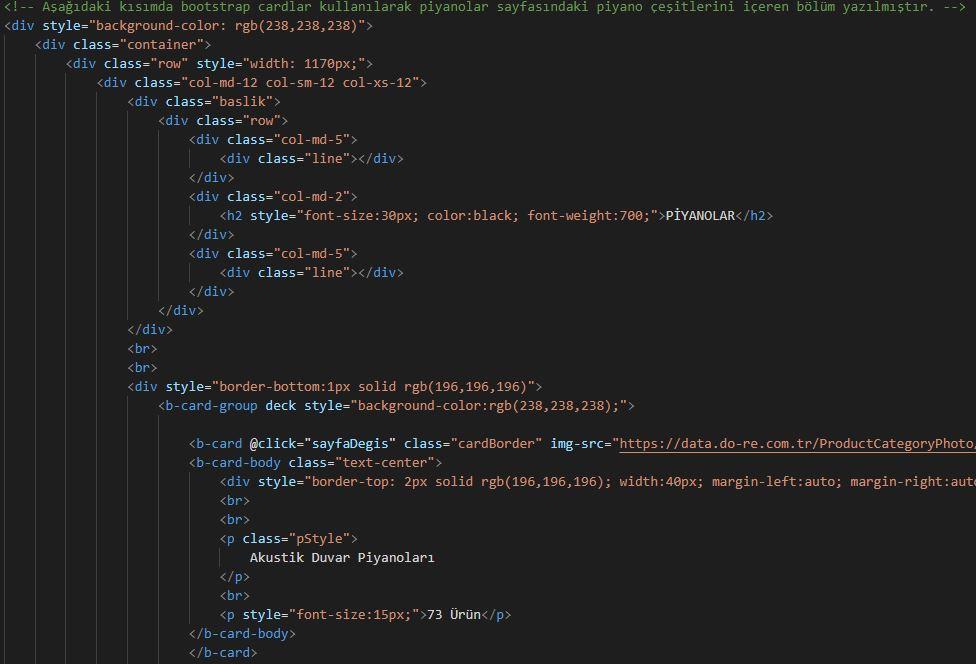 <!-- Aşağıdaki kısımda bootstrap cardlar kullanılarak piyanolar sayfasındaki piyano çeşitlerini içeren bölüm yazılmıştır. -->
<div style="background-color: rgb(238,238,238)">
<div class="container">
<div class="row" style="width: 1170px;">
<div class="col-md-12 col-sm-12 col-xs-12">
<div class="baslik">
<div class="row">
<div class="col-md-5">
<div class="line"></div>
</div>
<div class="col-md-2">
<h2 style="font-size:30px; color:black; font-weight:700;">PİYANOLAR</h2>
</div>
<div class="col-md-5">
<div class="line"></div>
</div>
</div>
</div>
<br>
<br>
<div style="border-bottom:1px solid rgb(196,196,196)">
<b-card-group deck style="background-color:rgb(238,238,238);">
<b-card @click="sayfaDegis" class="cardBorder" img-src="https://data.do-re.com.tr/ProductCategoryPhoto/
<b-card-body class="text-center">
<div style="border-top: 2px solid rgb(196,196,196); width:40px; margin-left:auto; margin-right:auto
<br>
<br>
<p class="pStyle">
Akustik Duvar Piyanoları
</p>
<br>
<p style="font-size:15px;">73 Ürün</p>
</b-card-body>
</b-card>